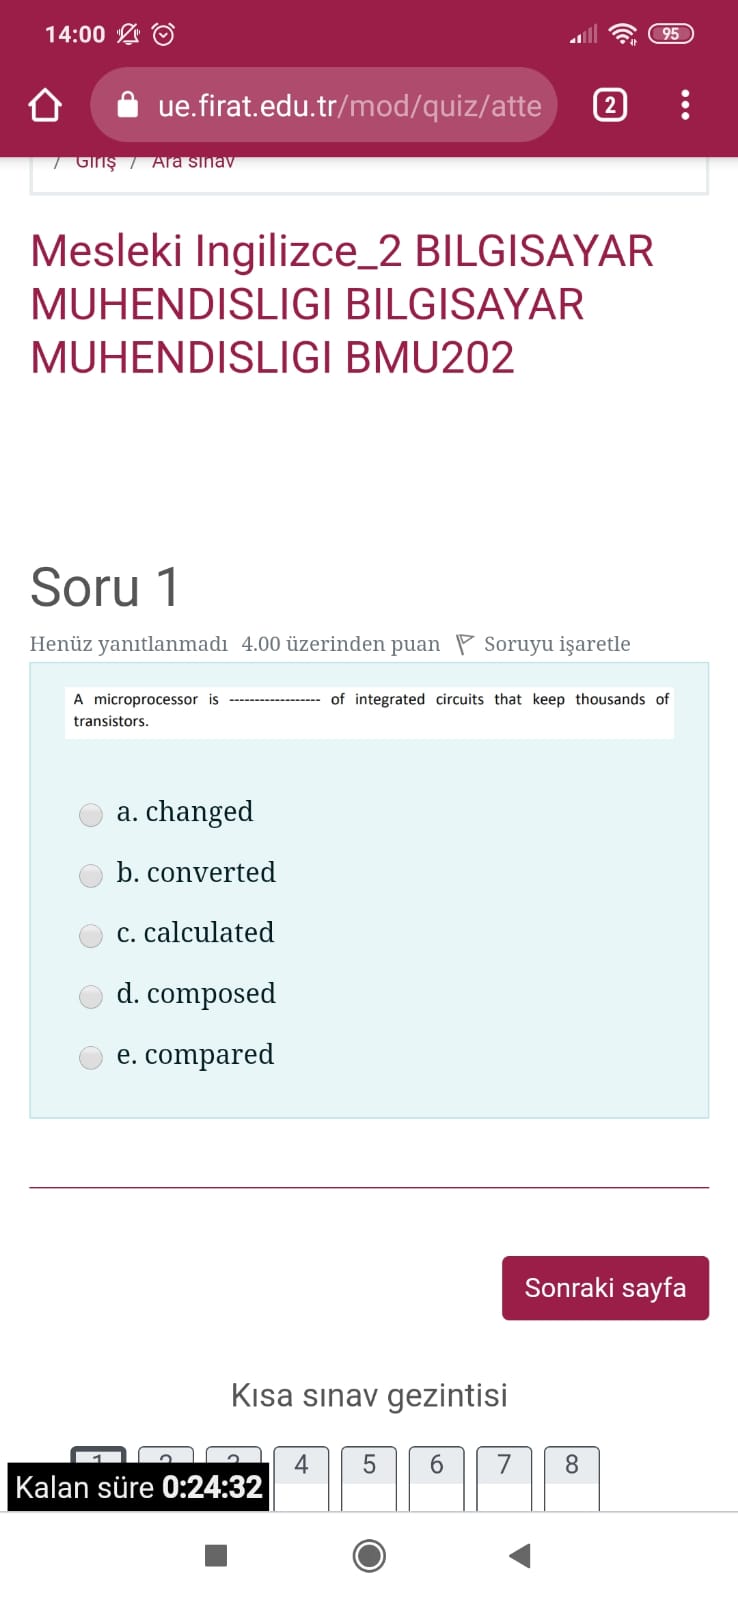 14:00
95
ue.firat.edu.tr/mod/quiz/atte
2
/ Giriş / Ara sınav
Mesleki Ingilizce_2 BILGISAYAR
MUHENDISLIGI BILGISAYAR
MUHENDISLIGI BMU202
Soru 1
Henüz yanıtlanmadı 4.00 üzerinden puan Soruyu işaretle
A microprocessor is ------------------ of integrated circuits that keep thousands of
transistors.
a. changed
b. converted
c. calculated
d. composed
e. compared
Sonraki sayfa
Kısa sınav gezintisi
1 2 3 4 5 6 7 8
Kalan süre 0:24:32